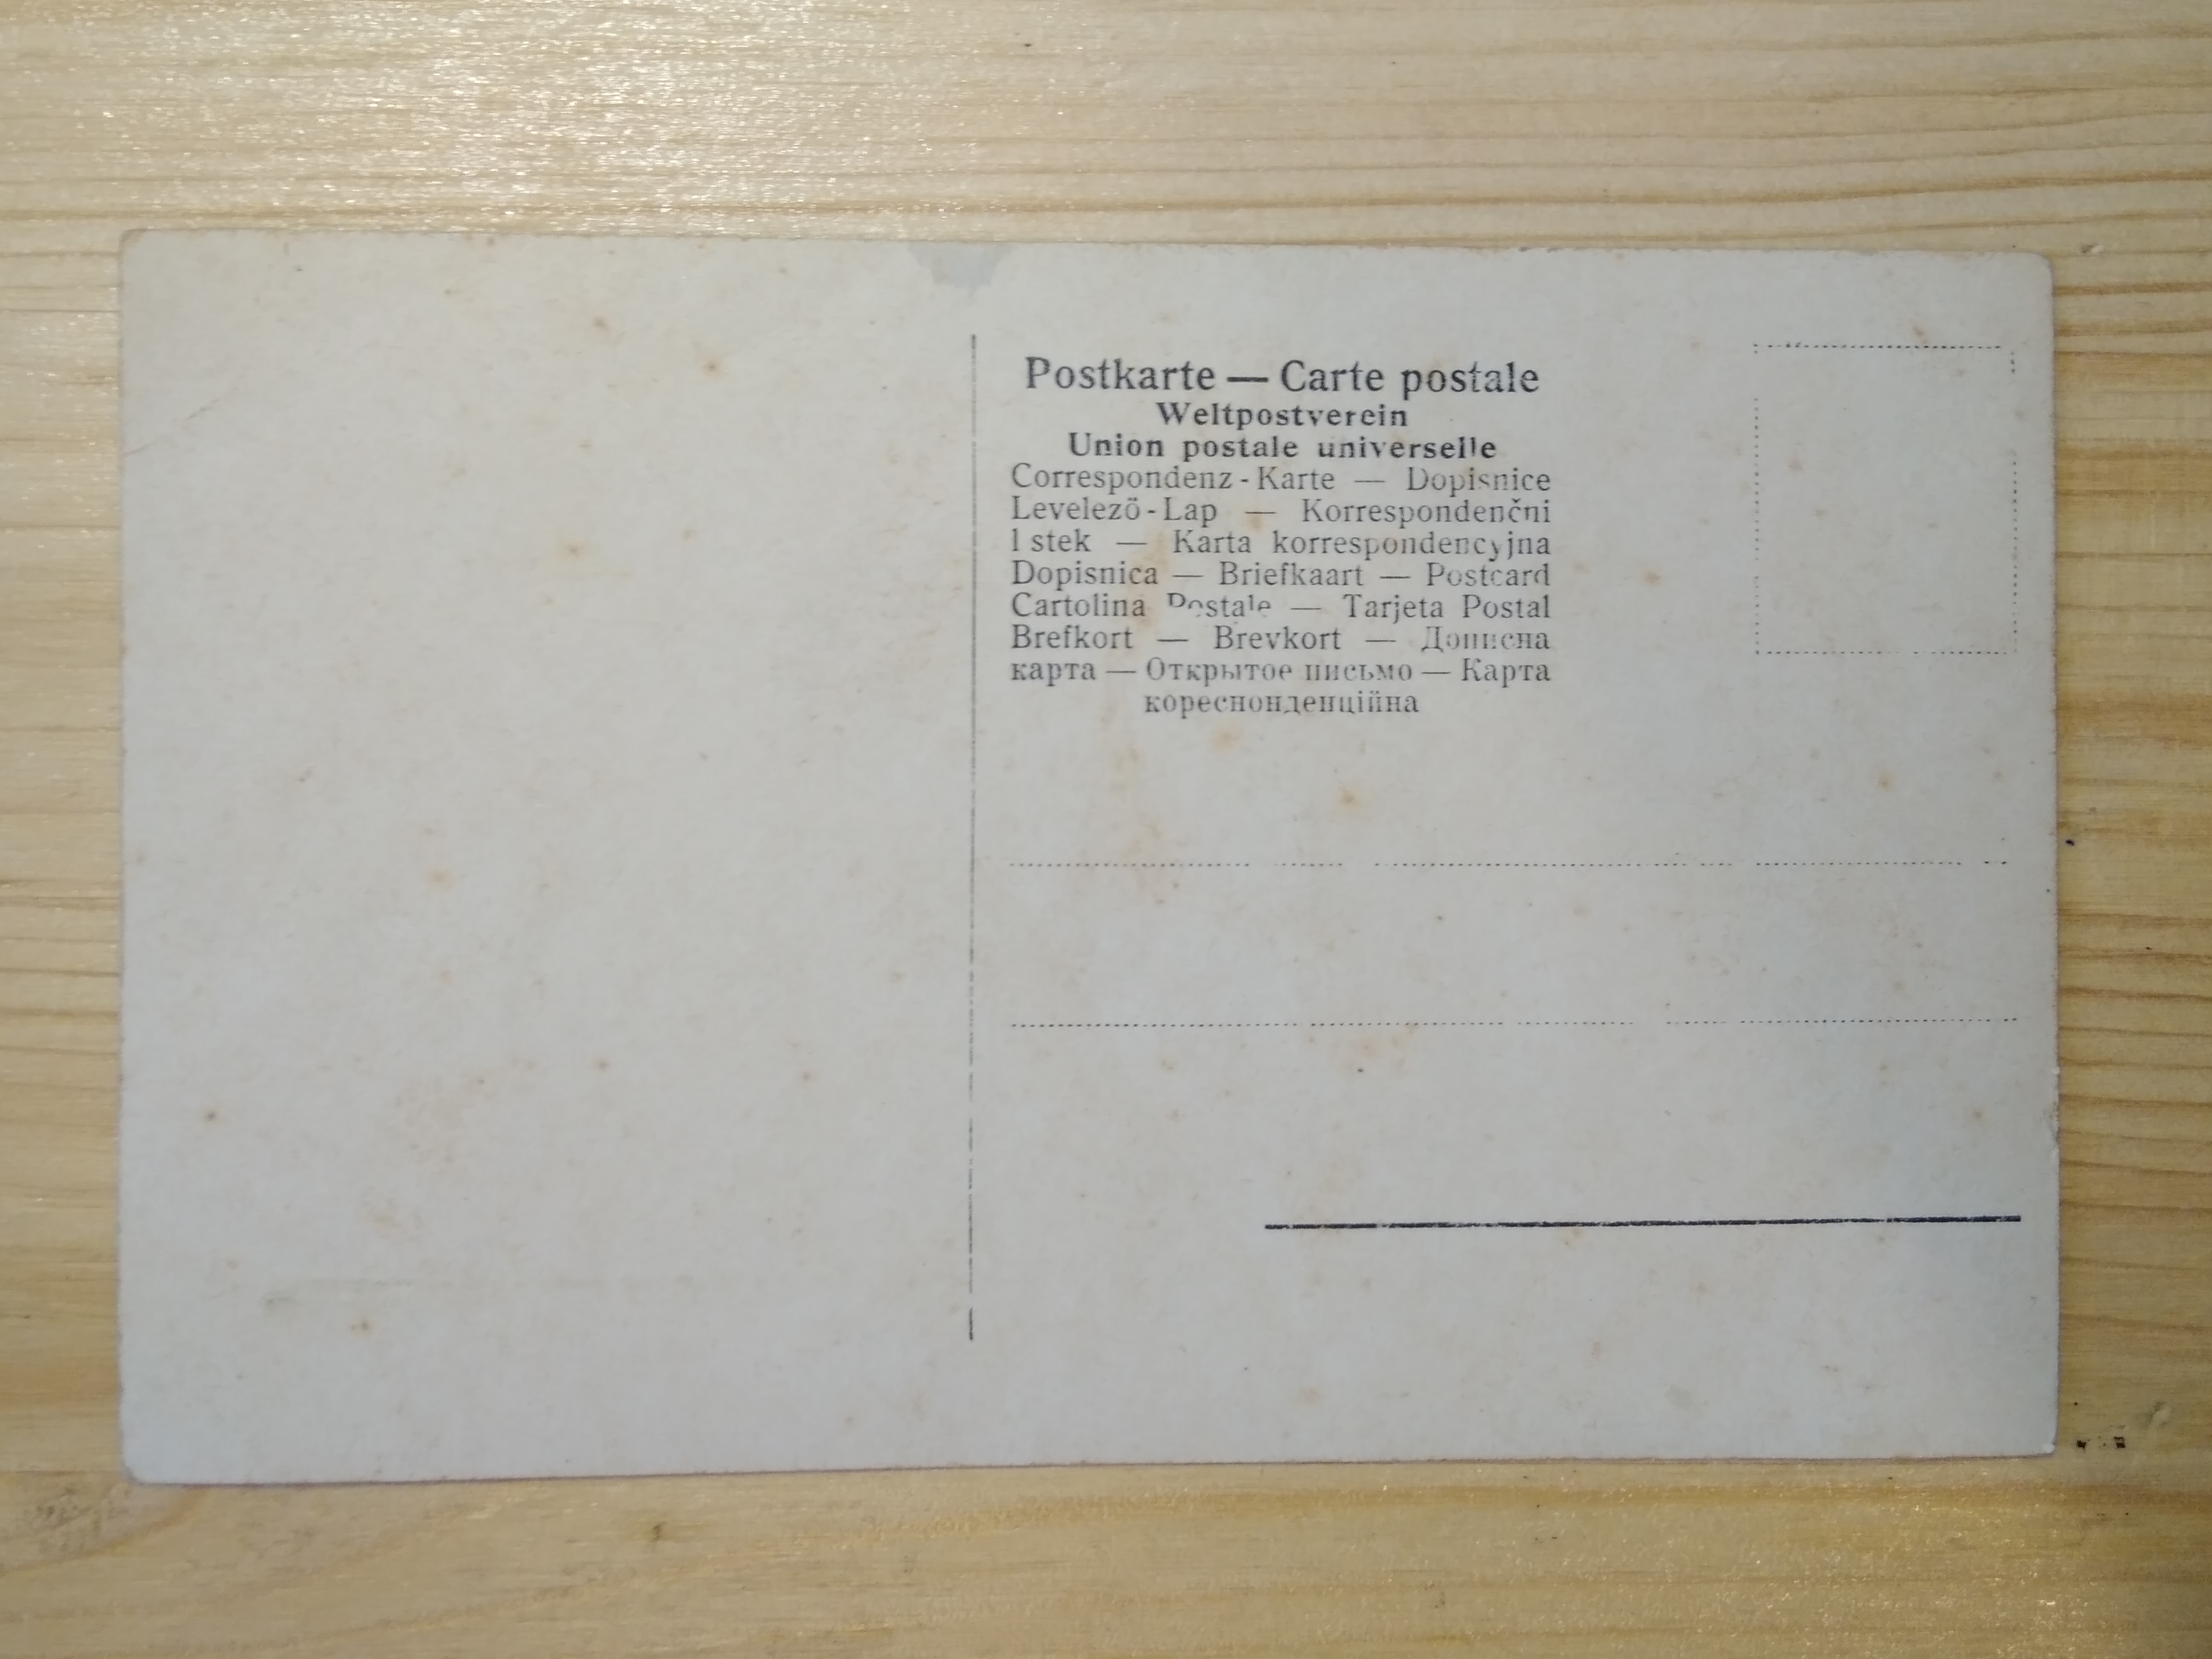 Postkarte — Carte postale
Weltpostverein
Union postale universelle
Correspondenz-Karte — Dopisnice
Levelező-Lap — Korrespondenčni
l stek — Karta korrespondencyjna
Dopisnica — Briefkaart — Postcard
Cartolina Postale — Tarjeta Postal
Brefkort — Brevkort — Дописна
карта — Открытое письмо — Карта
кореспонденційна